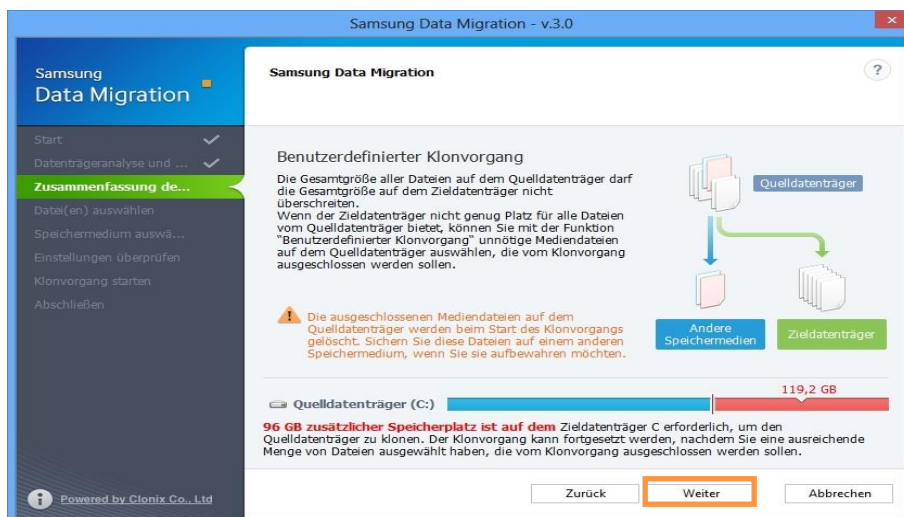 Samsung Data Migration - v.3.0
Samsung
Data Migration
Start
Datenträgeranalyse und ...
Zusammenfassung de...
Datei(en) auswählen
Speichermedium auswä...
Einstellungen überprüfen
Klonvorgang starten
Abschließen
Powered by Clonix Co., Ltd
Samsung Data Migration
?
Benutzerdefinierter Klonvorgang
Die Gesamtgröße aller Dateien auf dem Quelldatenträger darf
die Gesamtgröße auf dem Zieldatenträger nicht
überschreiten.
Wenn der Zieldatenträger nicht genug Platz für alle Dateien
vom Quelldatenträger bietet, können Sie mit der Funktion
"Benutzerdefinierter Klonvorgang" unnötige Mediendateien
auf dem Quelldatenträger auswählen, die vom Klonvorgang
ausgeschlossen werden sollen.
Die ausgeschlossenen Mediendateien auf dem
Quelldatenträger werden beim Start des Klonvorgangs
gelöscht. Sichern Sie diese Dateien auf einem anderen
Speichermedium, wenn Sie sie aufbewahren möchten.
Quelldatenträger
Andere
Speichermedien
Zieldatenträger
119,2 GB
Quelldatenträger (C:)
96 GB zusätzlicher Speicherplatz ist auf dem Zieldatenträger C erforderlich, um den
Quelldatenträger zu klonen. Der Klonvorgang kann fortgesetzt werden, nachdem Sie eine ausreichende
Menge von Dateien ausgewählt haben, die vom Klonvorgang ausgeschlossen werden sollen.
Zurück
Weiter
Abbrechen